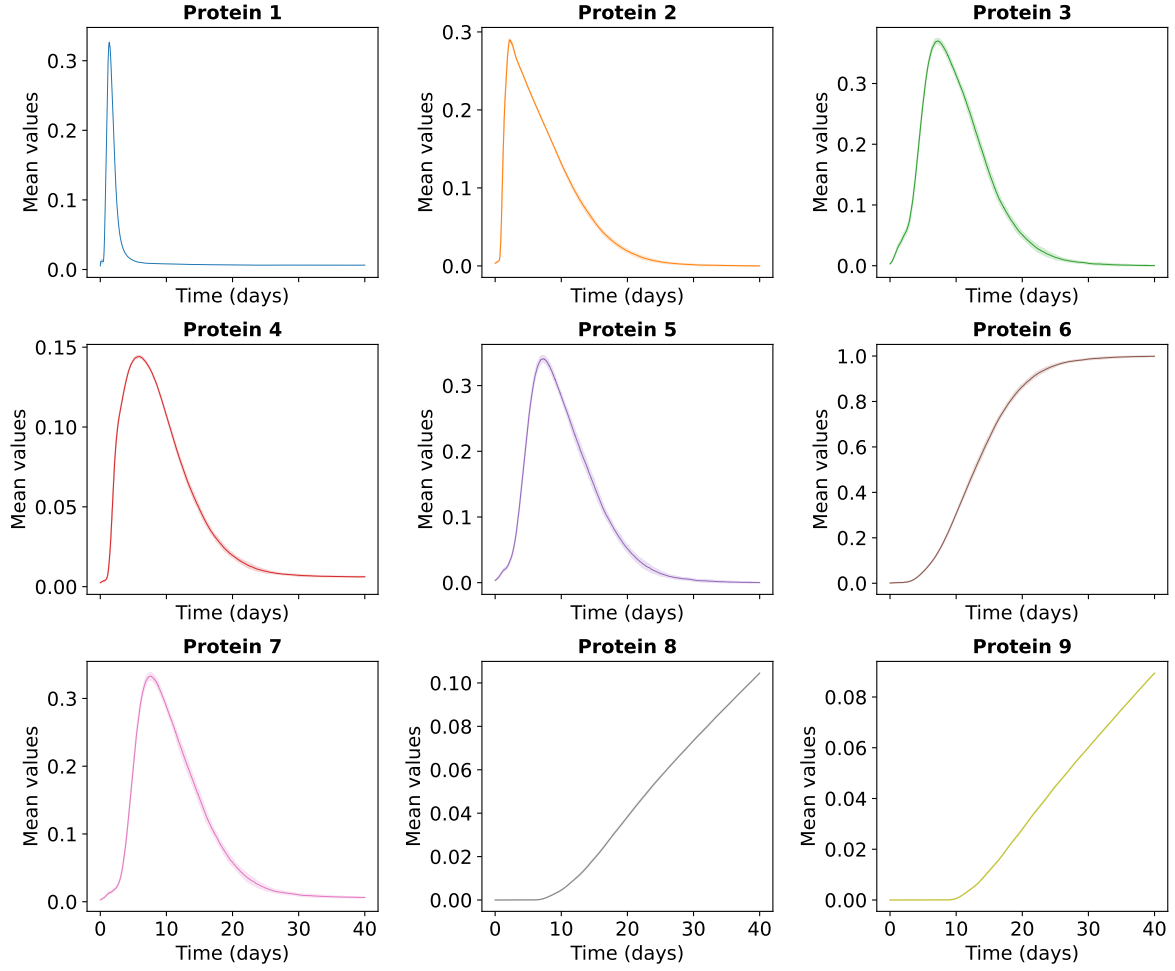 Protein 1
Protein 2
Protein 3
Mean values
0.3
0.2
0.1
0.0
Mean values
0.3
0.2
0.1
0.0
Mean values
0.3
0.2
0.1
0.0
Time (days)
Time (days)
Time (days)
Protein 4
Protein 5
Protein 6
Mean values
0.15
0.10
0.05
0.00
Mean values
0.3
0.2
0.1
0.0
Mean values
1.0
0.8
0.6
0.4
0.2
0.0
Time (days)
Time (days)
Time (days)
Protein 7
Protein 8
Protein 9
Mean values
0.3
0.2
0.1
0.0
Mean values
0.10
0.08
0.06
0.04
0.02
0.00
Mean values
0.08
0.06
0.04
0.02
0.00
0 10 20 30 40
0 10 20 30 40
0 10 20 30 40
Time (days)
Time (days)
Time (days)